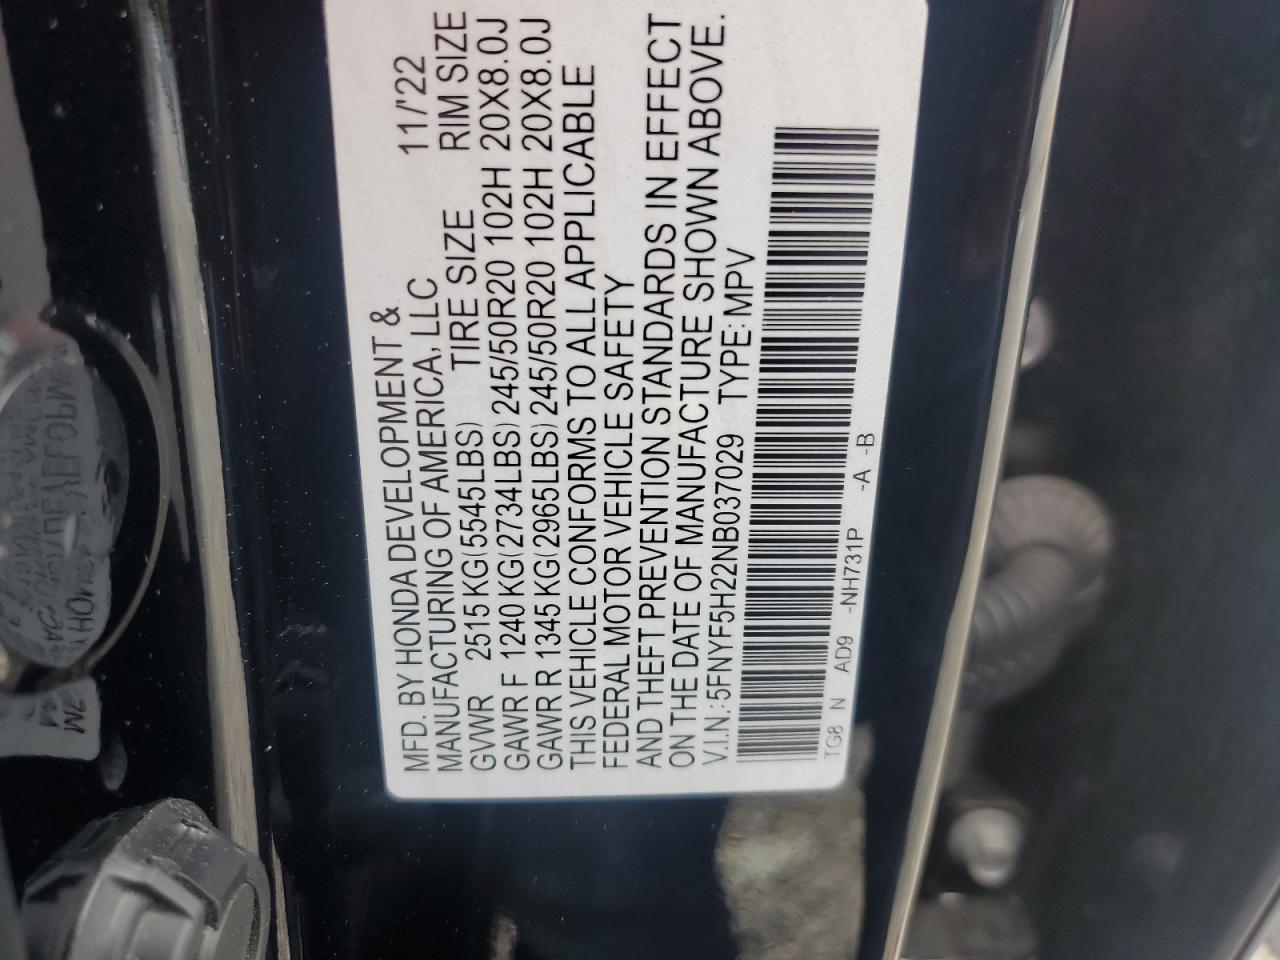 MFD. BY HONDA DEVELOPMENT &
MANUFACTURING OF AMERICA, LLC 11/'22
GVWR 2515 KG(5545LBS) TIRE SIZE RIM SIZE
GAWR F 1240 KG(2734LBS) 245/50R20 102H 20X8.0J
GAWR R 1345 KG(2965LBS) 245/50R20 102H 20X8.0J
THIS VEHICLE CONFORMS TO ALL APPLICABLE
FEDERAL MOTOR VEHICLE SAFETY
AND THEFT PREVENTION STANDARDS IN EFFECT
ON THE DATE OF MANUFACTURE SHOWN ABOVE.
V.I.N.: 5FNYF5H22NB037029 TYPE: MPV
TG8 N AD9 -NH731P -A -B